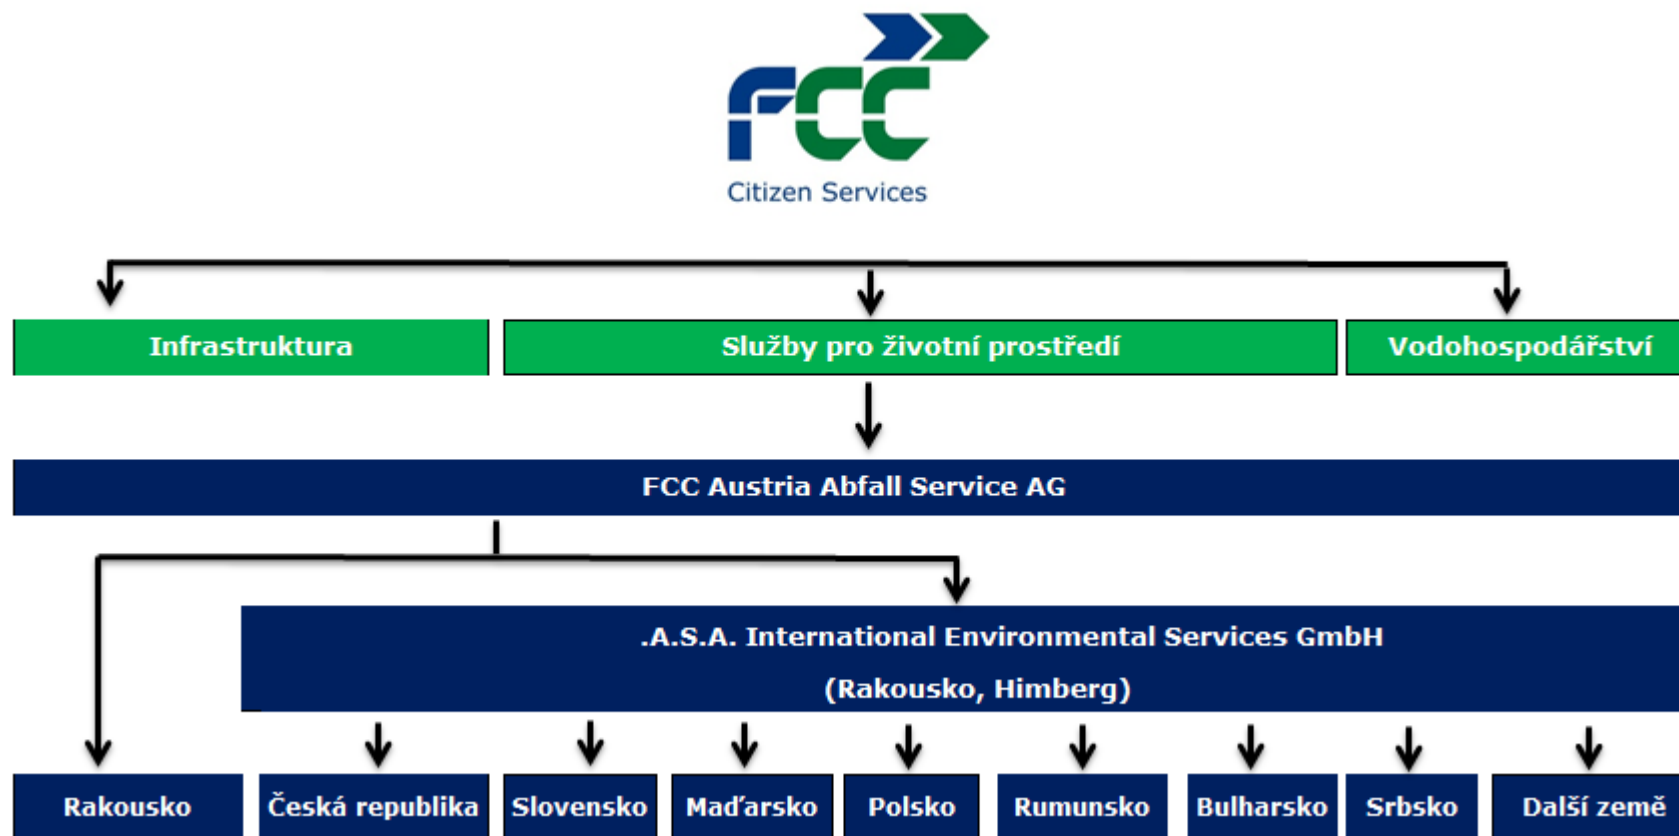 FCC
Citizen Services
Infrastruktura
Služby pro životní prostředí
Vodohospodářství
FCC Austria Abfall Service AG
.A.S.A. International Environmental Services GmbH
(Rakousko, Himberg)
Rakousko
Česká republika
Slovensko
Maďarsko
Polsko
Rumunsko
Bulharsko
Srbsko
Další země